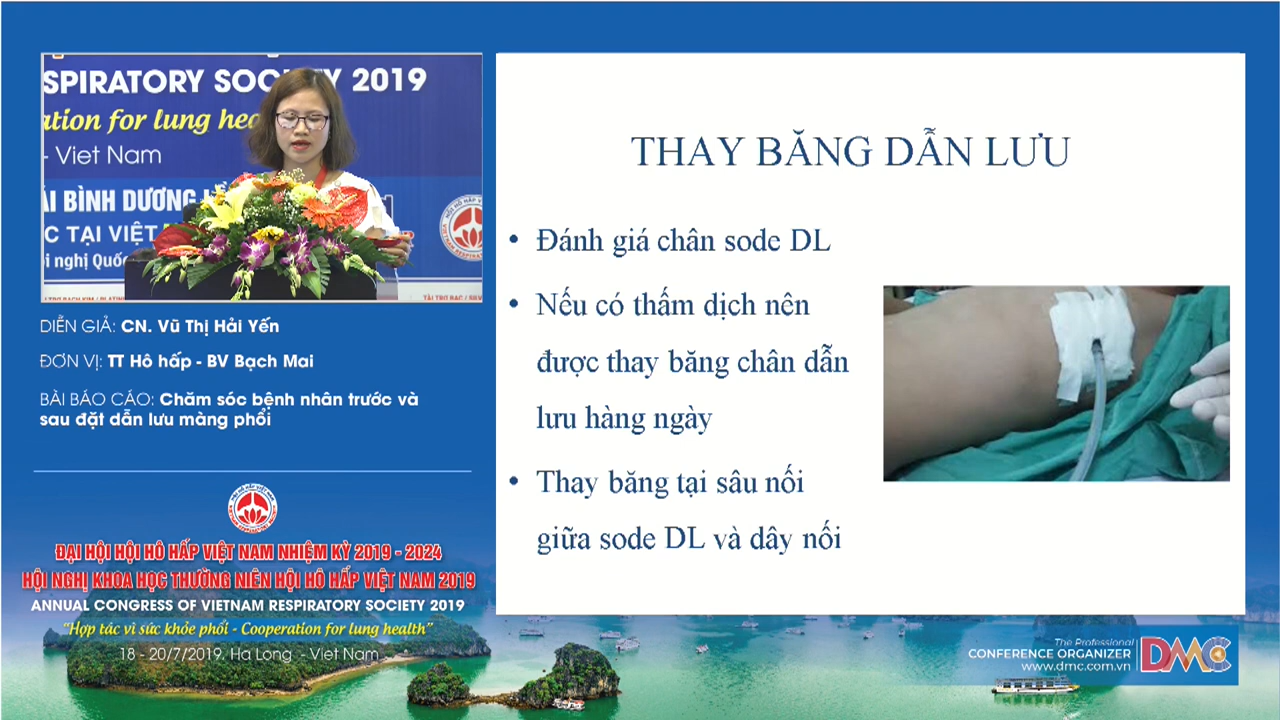 SPIRATORY SOCIETY 2019
ation for lung hea
- Viet Nam
ÁI BÌNH DƯƠNG
C TẠI VIỆT
i nghị Quốc
DIỄN GIẢ: CN. Vũ Thị Hải Yến
ĐƠN VỊ: TT Hô hấp - BV Bạch Mai
BÀI BÁO CÁO: Chăm sóc bệnh nhân trước và
sau đặt dẫn lưu màng phổi
ĐẠI HỘI HỘI HÔ HẤP VIỆT NAM NHIỆM KỲ 2019 - 2024
HỘI NGHỊ KHOA HỌC THƯỜNG NIÊN HỘI HÔ HẤP VIỆT NAM 2019
ANNUAL CONGRESS OF VIETNAM RESPIRATORY SOCIETY 2019
“Hợp tác vì sức khỏe phổi - Cooperation for lung health”
18 - 20/7/2019. Ha Long - Viet Nam
THAY BĂNG DẪN LƯU
• Đánh giá chân sode DL
• Nếu có thấm dịch nên
được thay băng chân dẫn
lưu hàng ngày
• Thay băng tại sâu nối
giữa sode DL và dây nối
The Professional
CONFERENCE ORGANIZER
www.dmc.com.vn
DMC